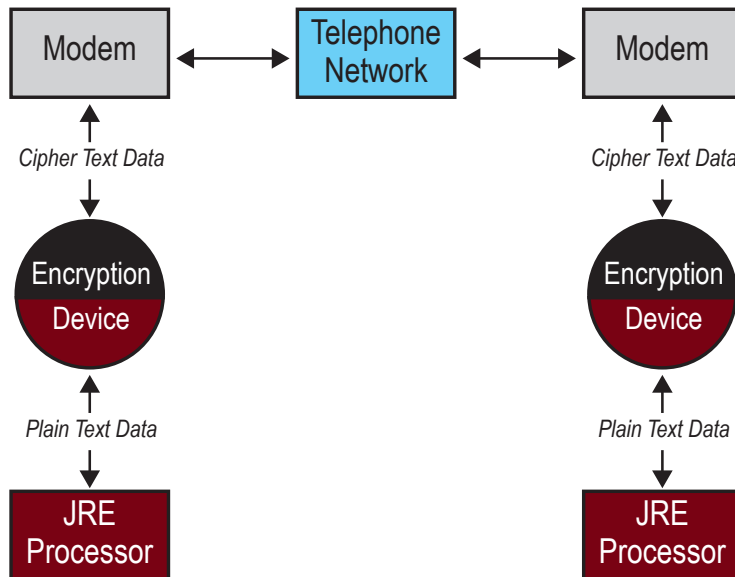 Modem
Telephone
Network
Modem
Cipher Text Data
Cipher Text Data
Encryption
Device
Encryption
Device
Plain Text Data
Plain Text Data
JRE
Processor
JRE
Processor